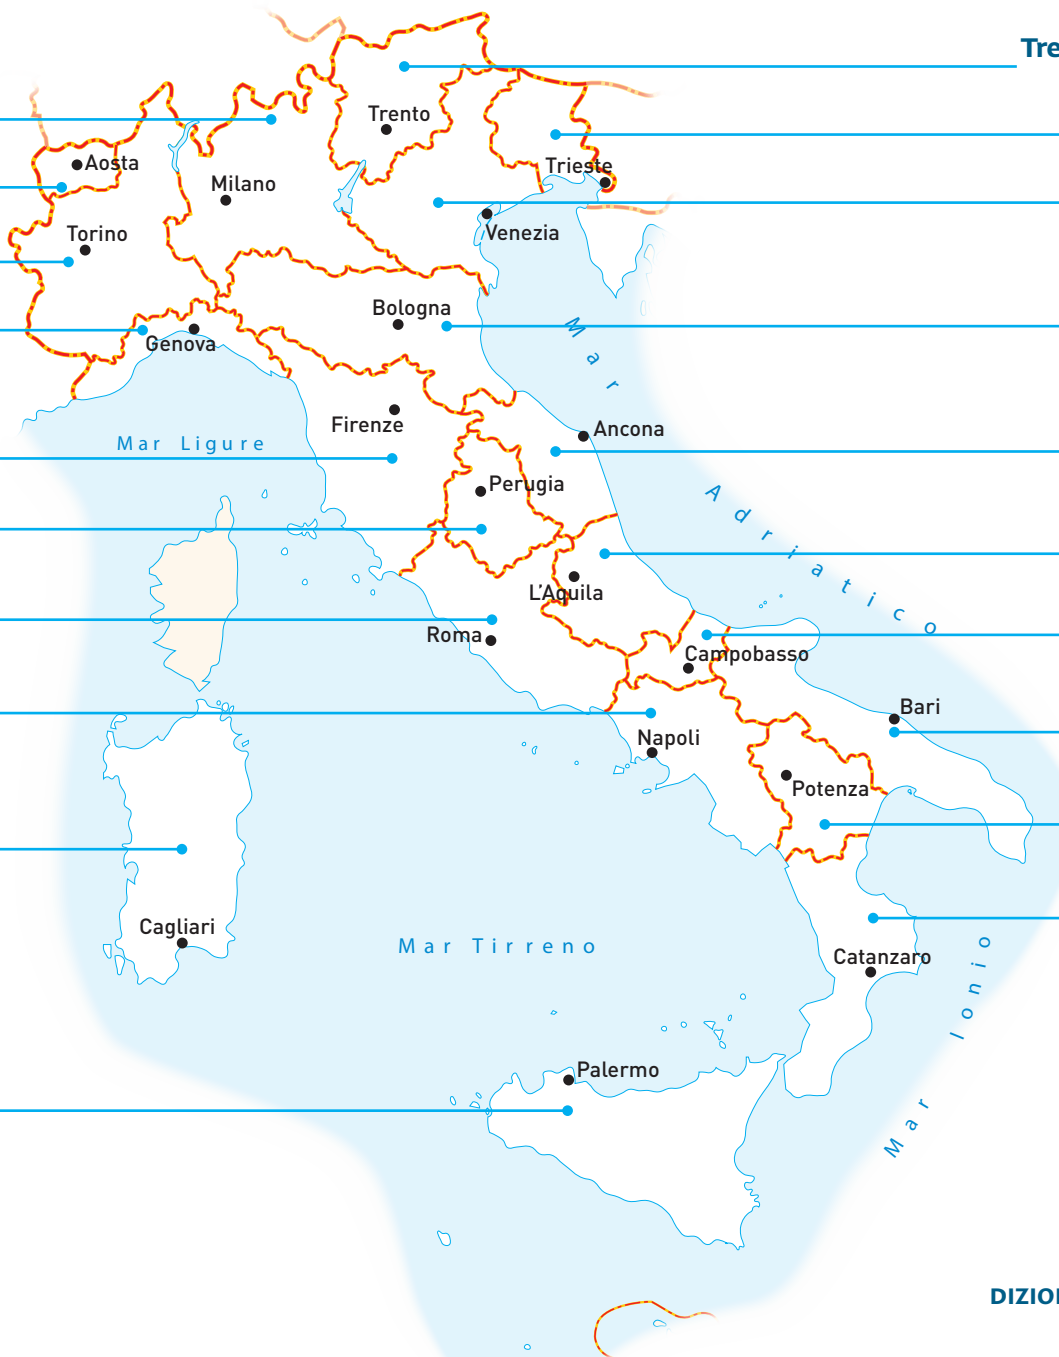 Tre
Trento
Aosta
Trieste
Milano
Venezia
Torino
Bologna
Genova
Mar
Firenze
Ancona
Mar Ligure
Perugia
Adriatico
L'Aquila
Roma
Campobasso
Bari
Napoli
Potenza
Cagliari
Mar Tirreno
Catanzaro
Mar Ionio
Palermo
DIZIO